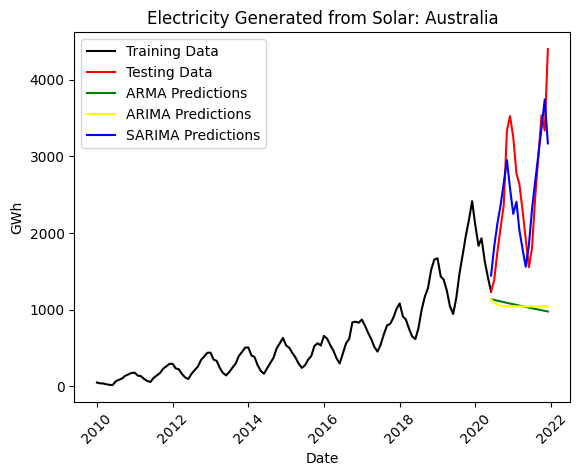 Electricity Generated from Solar: Australia
Training Data
Testing Data
ARMA Predictions
ARIMA Predictions
SARIMA Predictions
GWh
4000
3000
2000
1000
0
2010
2012
2014
2016
2018
2020
2022
Date